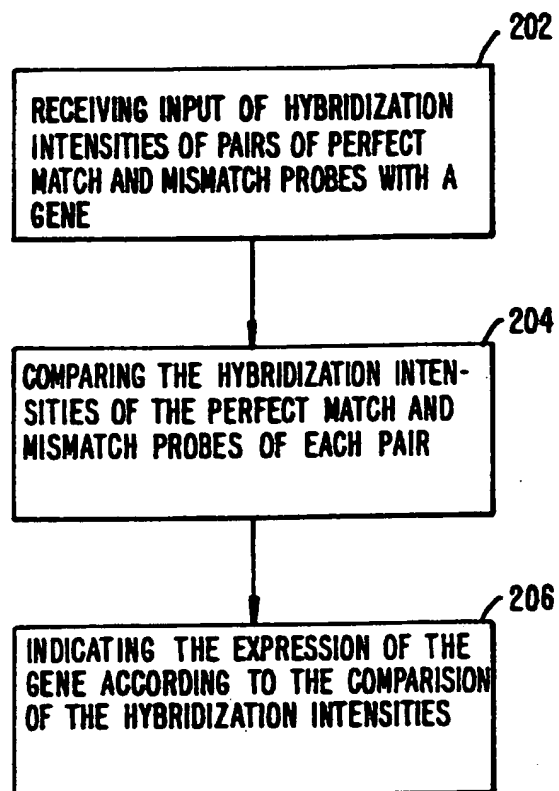 202
RECEIVING INPUT OF HYBRIDIZATION
INTENSITIES OF PAIRS OF PERFECT
MATCH AND MISMATCH PROBES WITH A
GENE
204
COMPARING THE HYBRIDIZATION INTEN-
SITIES OF THE PERFECT MATCH AND
MISMATCH PROBES OF EACH PAIR
206
INDICATING THE EXPRESSION OF THE
GENE ACCORDING TO THE COMPARISION
OF THE HYBRIDIZATION INTENSITIES